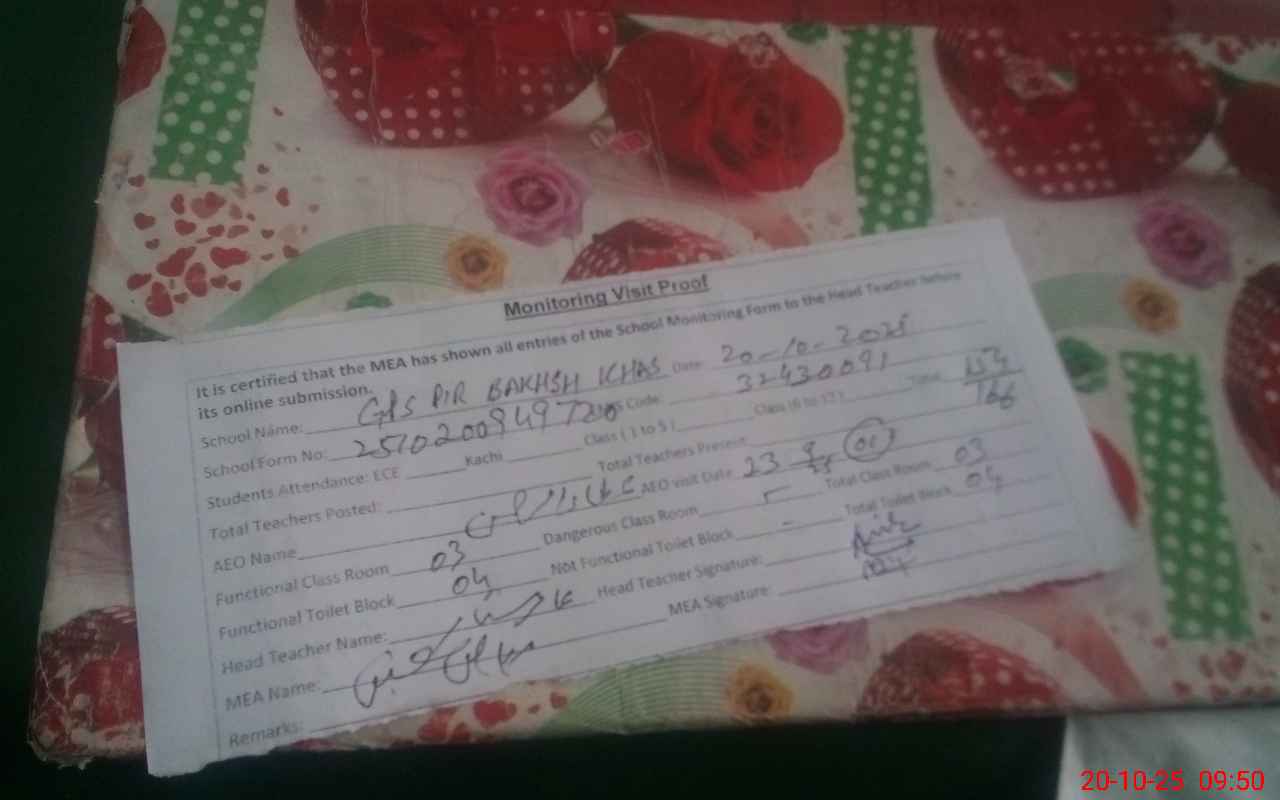 Monitoring Visit Proof
It is certified that the MEA has shown all entries of the School Monitoring Form to the Head Teacher before
its online submission.
School Name: GPS PIR BAKHSH KHAS Date: 20-10-2025
School Form No: 2510200949720 Code 32430091
Students Attendance: ECE Kachi Class (1 to 5) Class (6 to 12) Total 154
166
Total Teachers Posted: Total Teachers Present
AEO Name AEO visit Date 23 9 25 01
Functional Class Room 03 Dangerous Class Room Total Class Room 03
Functional Toilet Block 04 Not Functional Toilet Block - Total Toilet Block 04
Head Teacher Name: Head Teacher Signature:
MEA Name: MEA Signature:
Remarks:
20-10-25 09:50